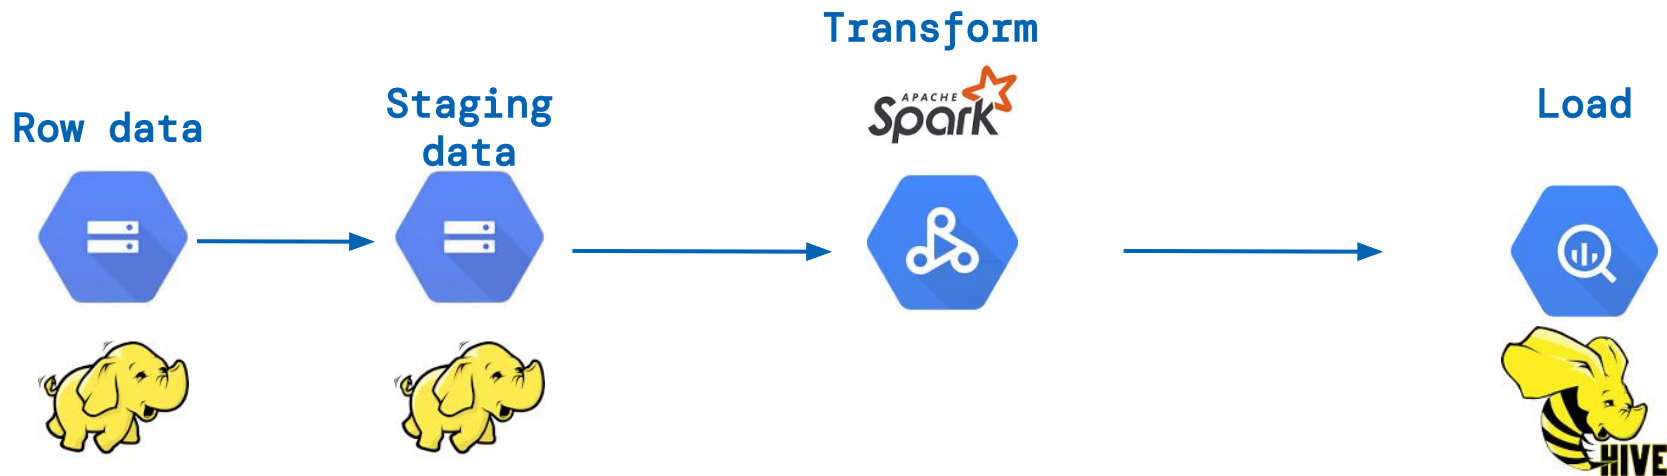 Row data
Staging
data
Transform
APACHE
Spark
Load
HIVE